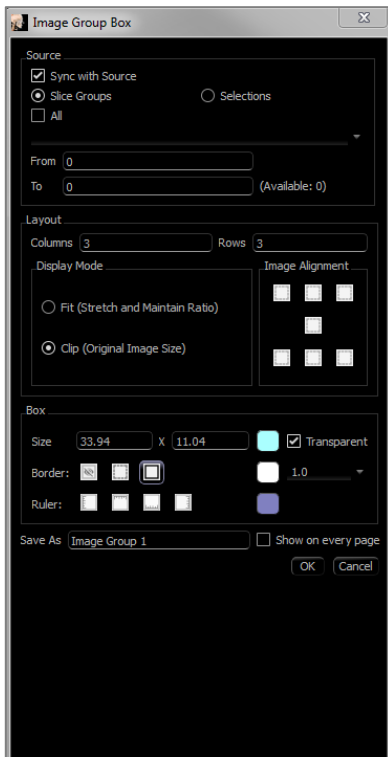 Image Group Box
Source
Sync with Source
Slice Groups Selections
All
From 0
To 0 (Available: 0)
Layout
Columns 3 Rows 3
Display Mode Image Alignment
Fit (Stretch and Maintain Ratio)
Clip (Original Image Size)
Box
Size 33.94 X 11.04 Transparent
Border: 1.0
Ruler:
Save As Image Group 1 Show on every page
OK Cancel